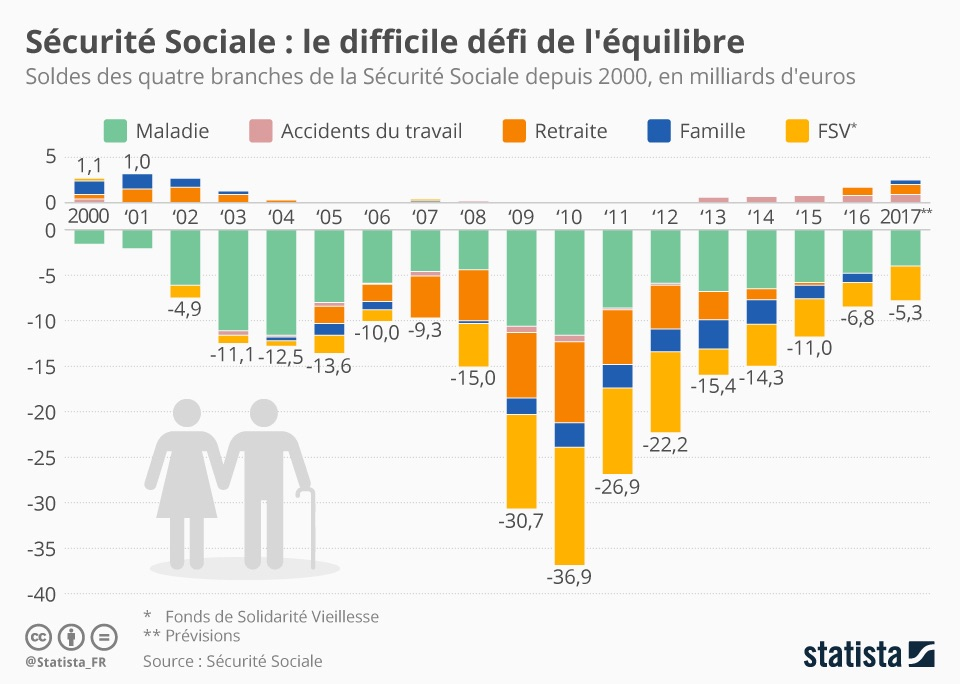 Sécurité Sociale : le difficile défi de l'équilibre
Soldes des quatre branches de la Sécurité Sociale depuis 2000, en milliards d'euros
Maladie Accidents du travail Retraite Famille FSV*
5
1,1 1,0
0
2000 ‘01 ‘02 ‘03 ‘04 ‘05 ‘06 ‘07 ‘08 ‘09 ‘10 ‘11 ‘12 ‘13 ‘14 ‘15 ‘16 2017**
0
-5
-4,9 -6,8 -5,3
-10
-10,0 -9,3
-11,1 -12,5 -13,6 -11,0
-15
-15,0 -15,4 -14,3
-20
-22,2
-25
-26,9
-30
-30,7
-35
-36,9
-40
* Fonds de Solidarité Vieillesse
** Prévisions
@Statista_FR Source : Sécurité Sociale
cc =
statista